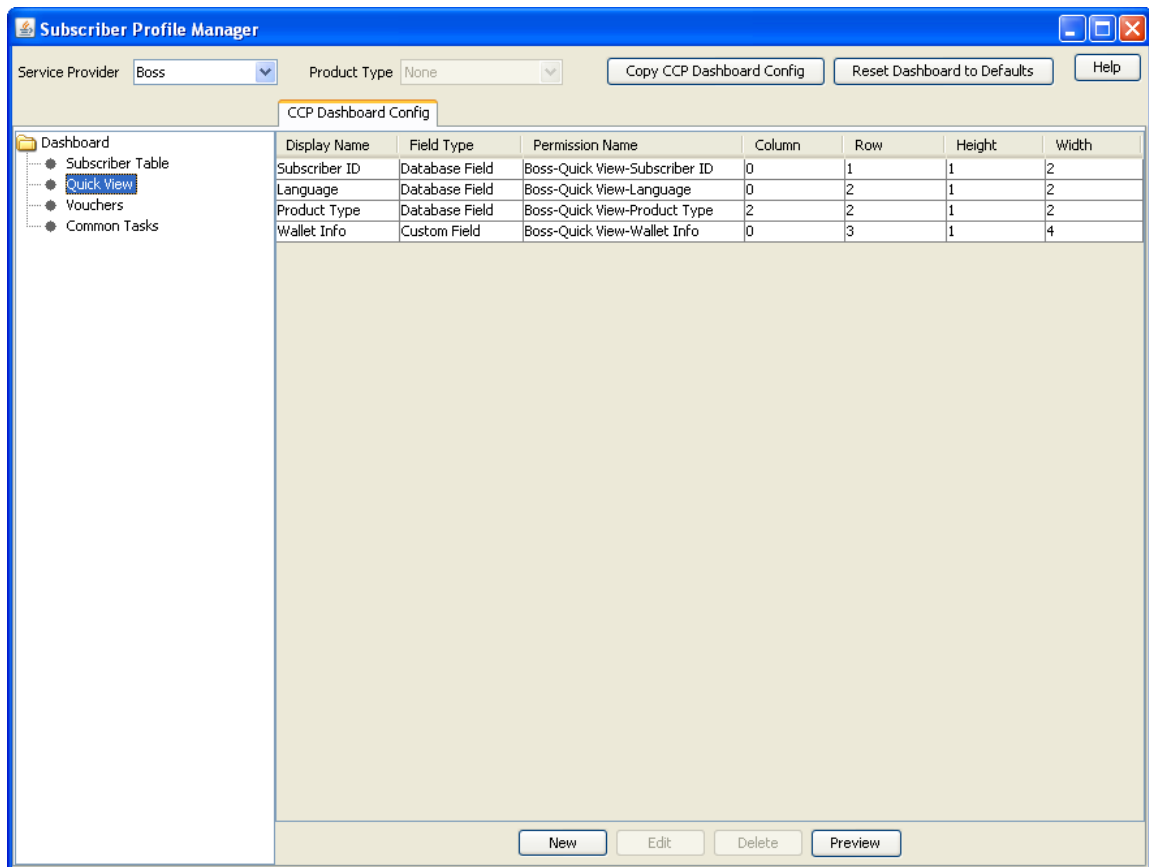 Subscriber Profile Manager
Service Provider Boss Product Type None Copy CCP Dashboard Config Reset Dashboard to Defaults Help
CCP Dashboard Config
Dashboard
Subscriber Table
Quick View
Vouchers
Common Tasks
Display Name Field Type Permission Name Column Row Height Width
Subscriber ID Database Field Boss-Quick View-Subscriber ID 0 1 1 2
Language Database Field Boss-Quick View-Language 0 2 1 2
Product Type Database Field Boss-Quick View-Product Type 2 2 1 2
Wallet Info Custom Field Boss-Quick View-Wallet Info 0 3 1 4
New Edit Delete Preview